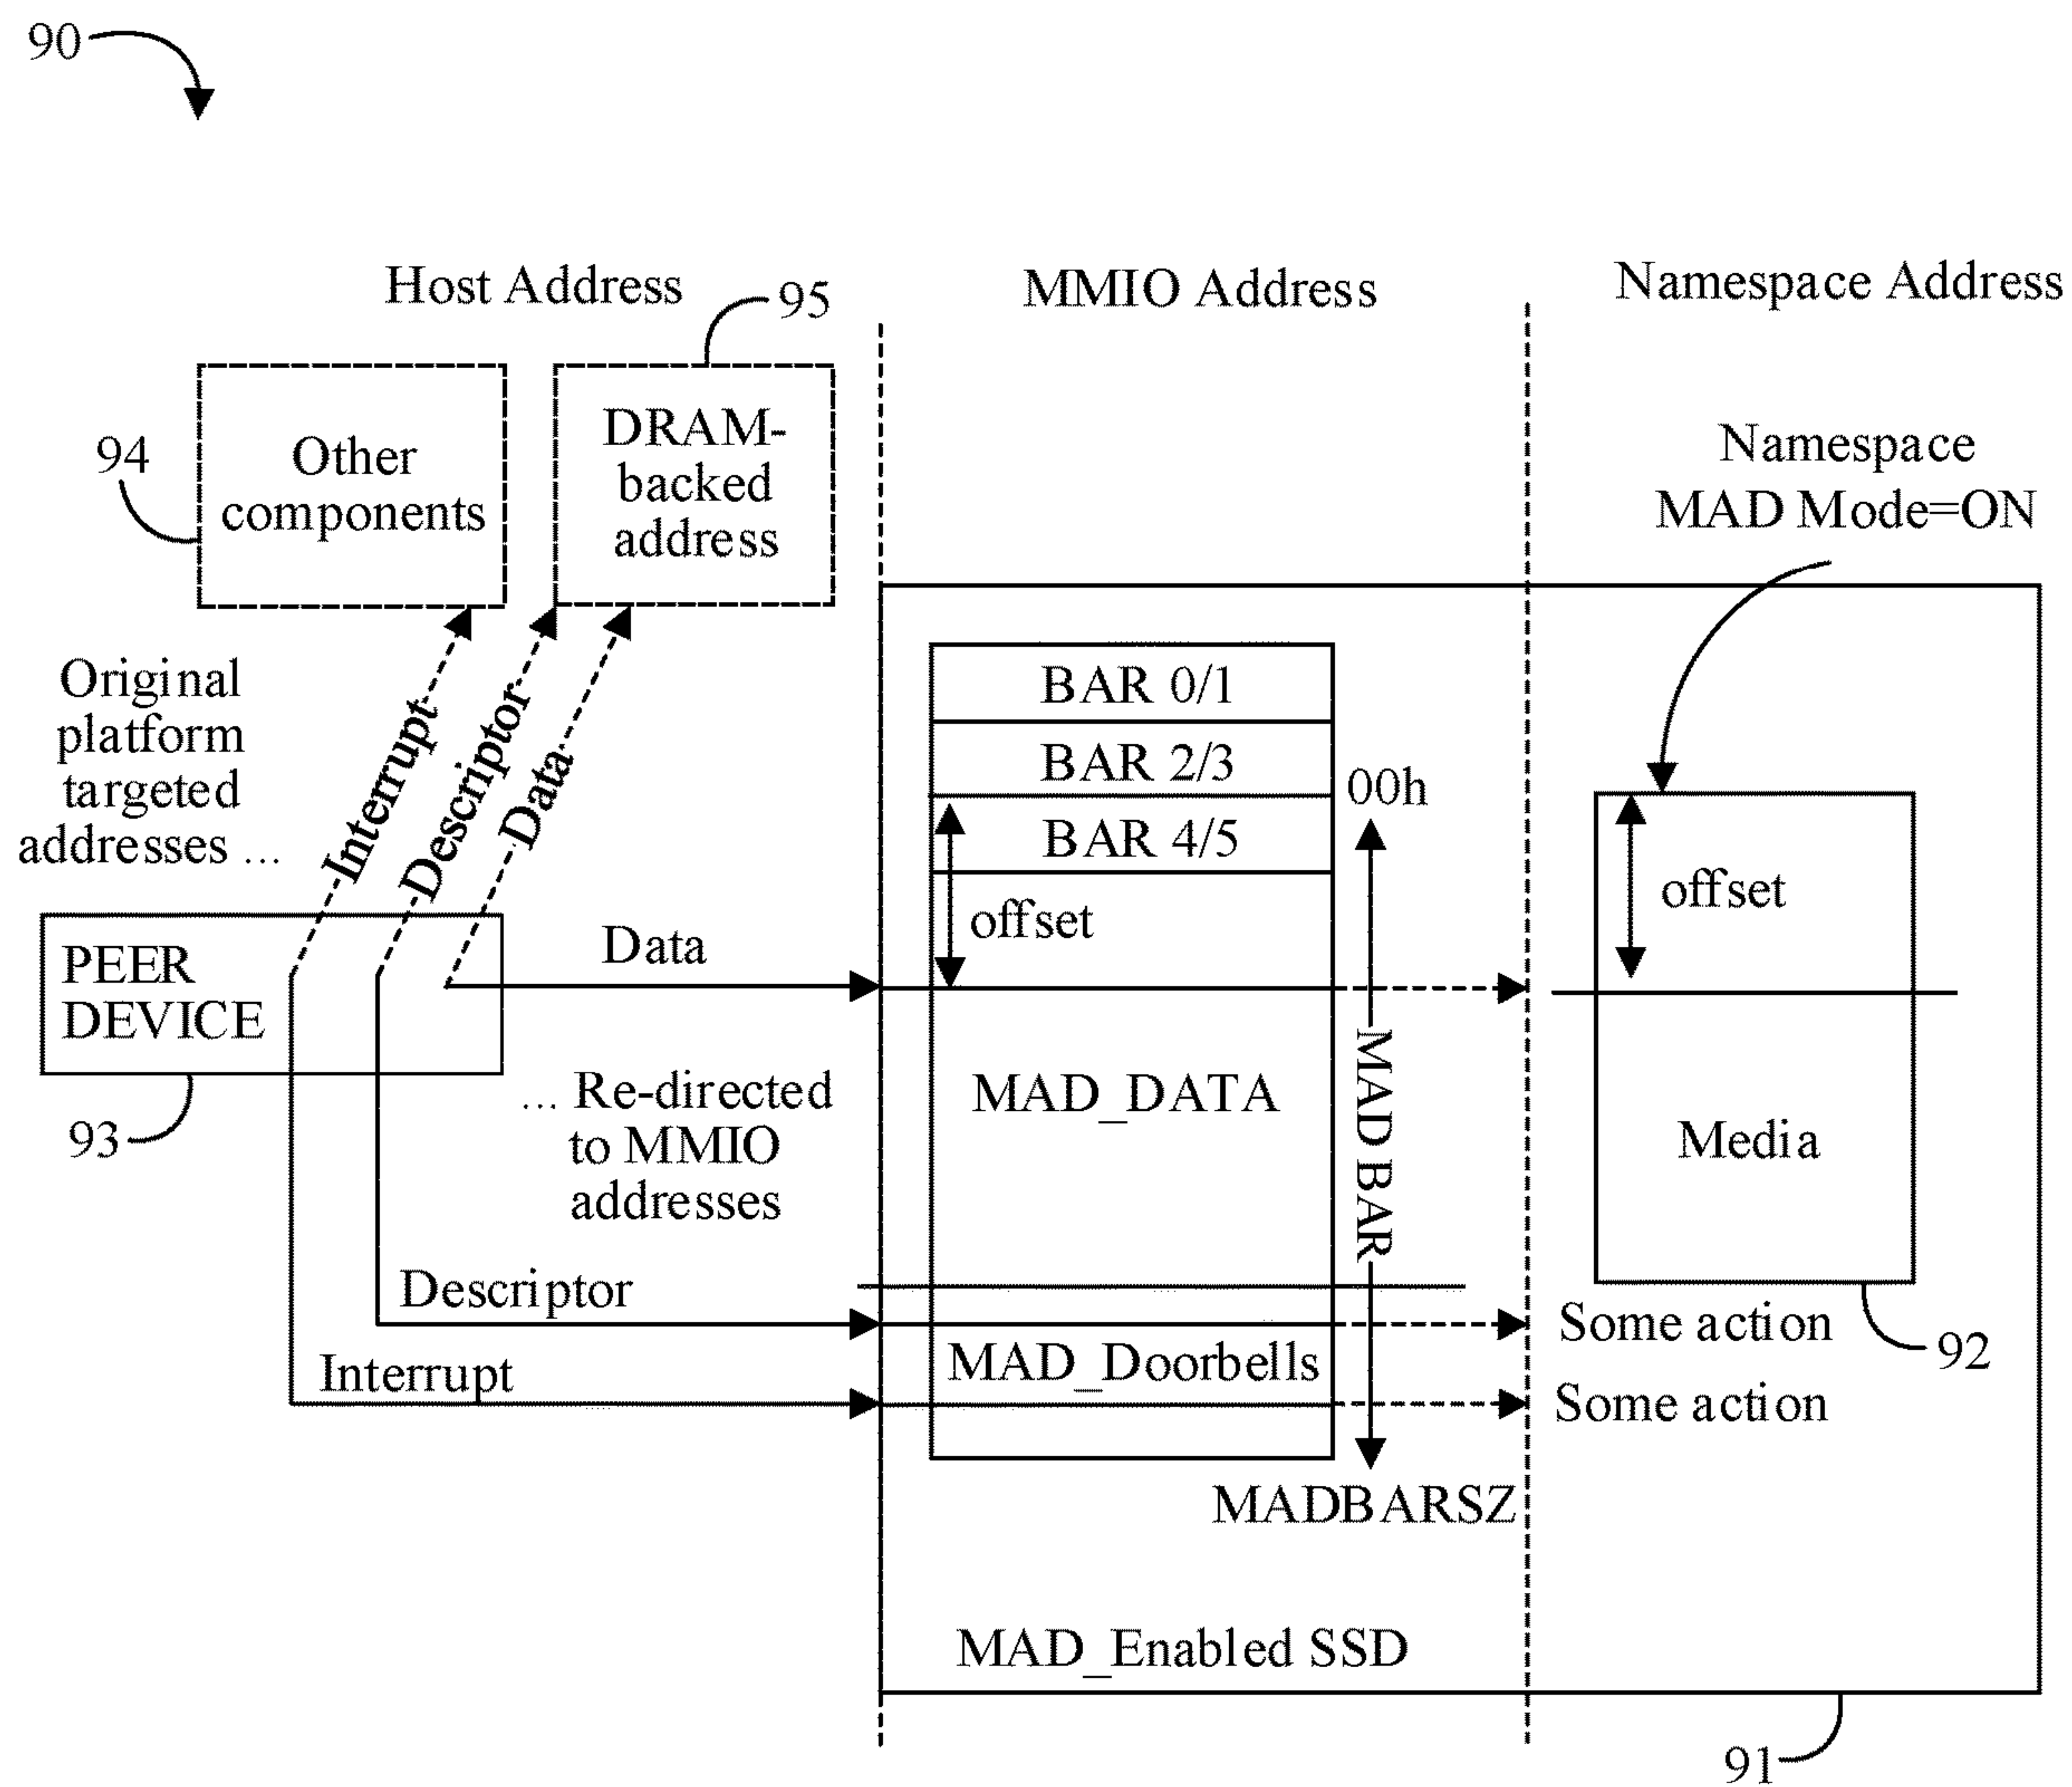 90
Host Address
MMIO Address
Namespace Address
95
94
Other
components
DRAM-
backed
address
Namespace
MAD Mode=ON
Original
platform
targeted
addresses ...
Interrupt
Descriptor
Data
BAR 0/1
BAR 2/3
BAR 4/5
00h
offset
offset
PEER
DEVICE
Data
93
... Re-directed
to MMIO
addresses
MAD_DATA
MAD BAR
Media
Descriptor
Interrupt
MAD_Doorbells
Some action
Some action
92
MADBARSZ
MAD_Enabled SSD
91